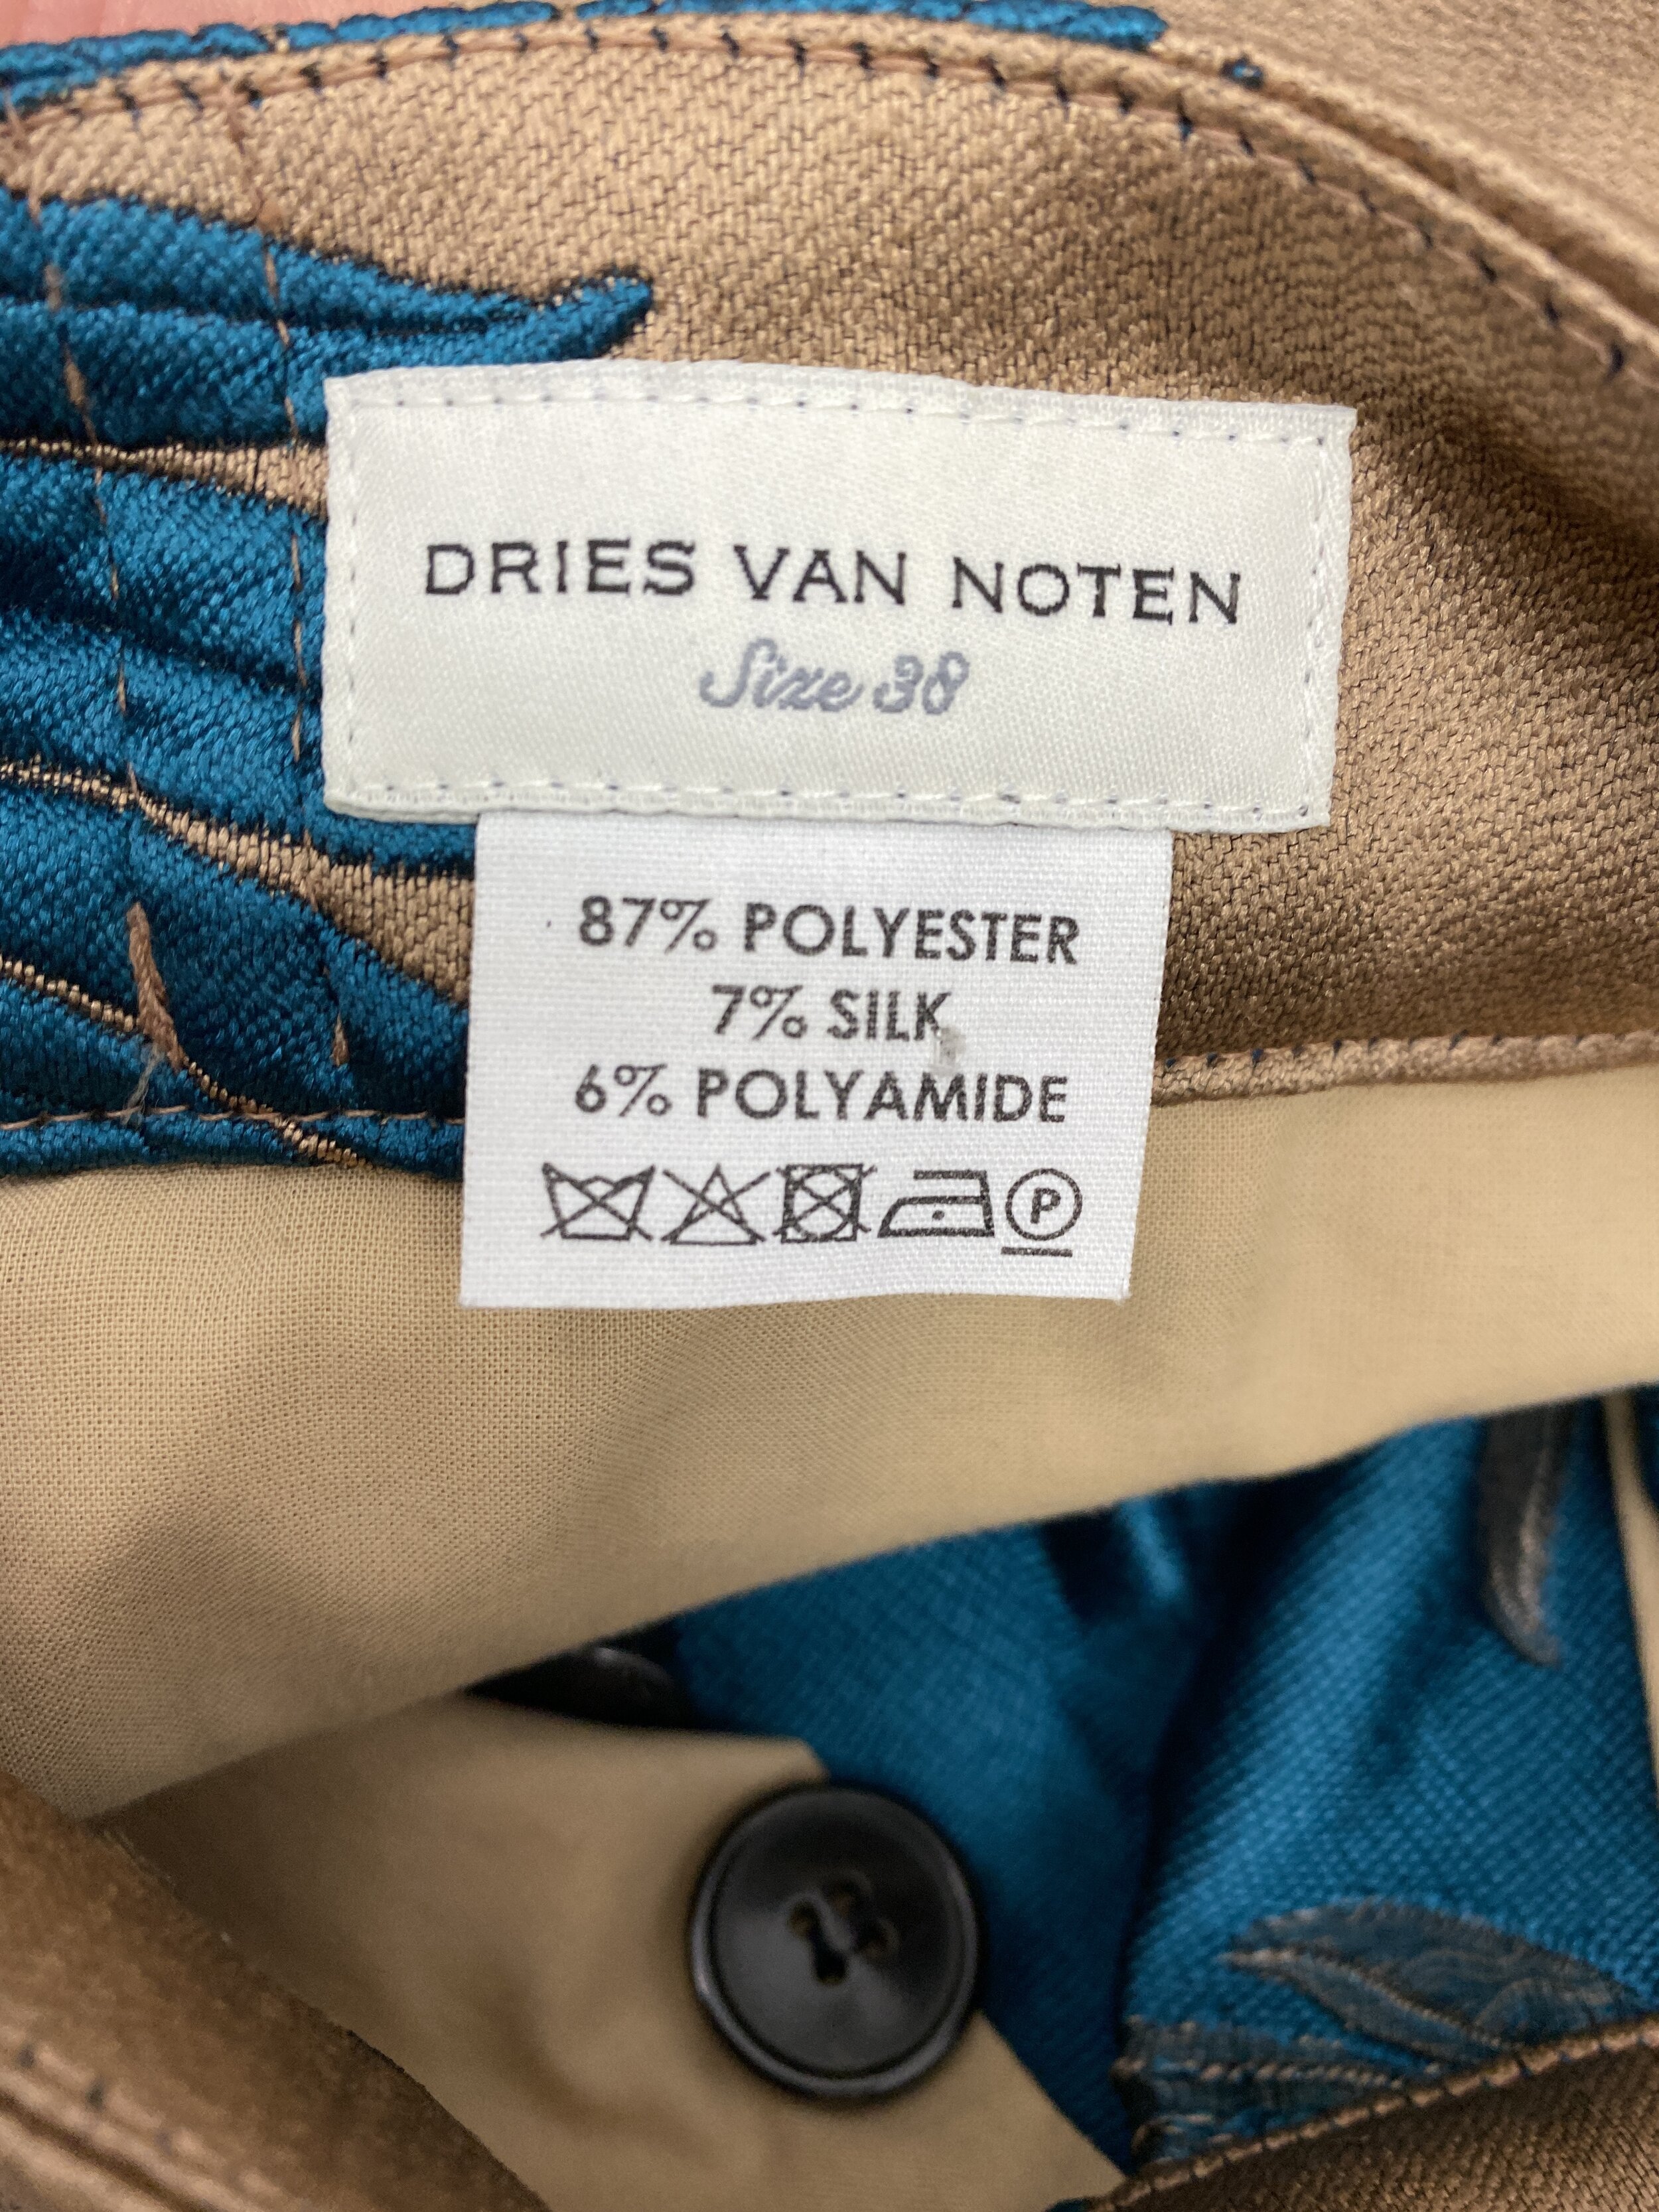 DRIES VAN NOTEN
Size 38
87% POLYESTER
7% SILK
6% POLYAMIDE
P